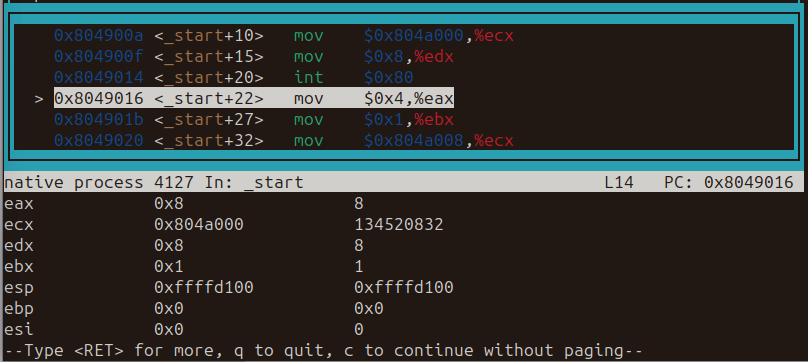 0x804900a <_start+10>   mov    $0x804a000,%ecx
0x804900f <_start+15>   mov    $0x8,%edx
0x8049014 <_start+20>   int    $0x80
> 0x8049016 <_start+22>   mov    $0x4,%eax
0x804901b <_start+27>   mov    $0x1,%ebx
0x8049020 <_start+32>   mov    $0x804a008,%ecx
native process 4127 In: _start                              L14   PC: 0x8049016
eax            0x8                 8
ecx            0x804a000           134520832
edx            0x8                 8
ebx            0x1                 1
esp            0xffffd100          0xffffd100
ebp            0x0                 0x0
esi            0x0                 0
--Type <RET> for more, q to quit, c to continue without paging--